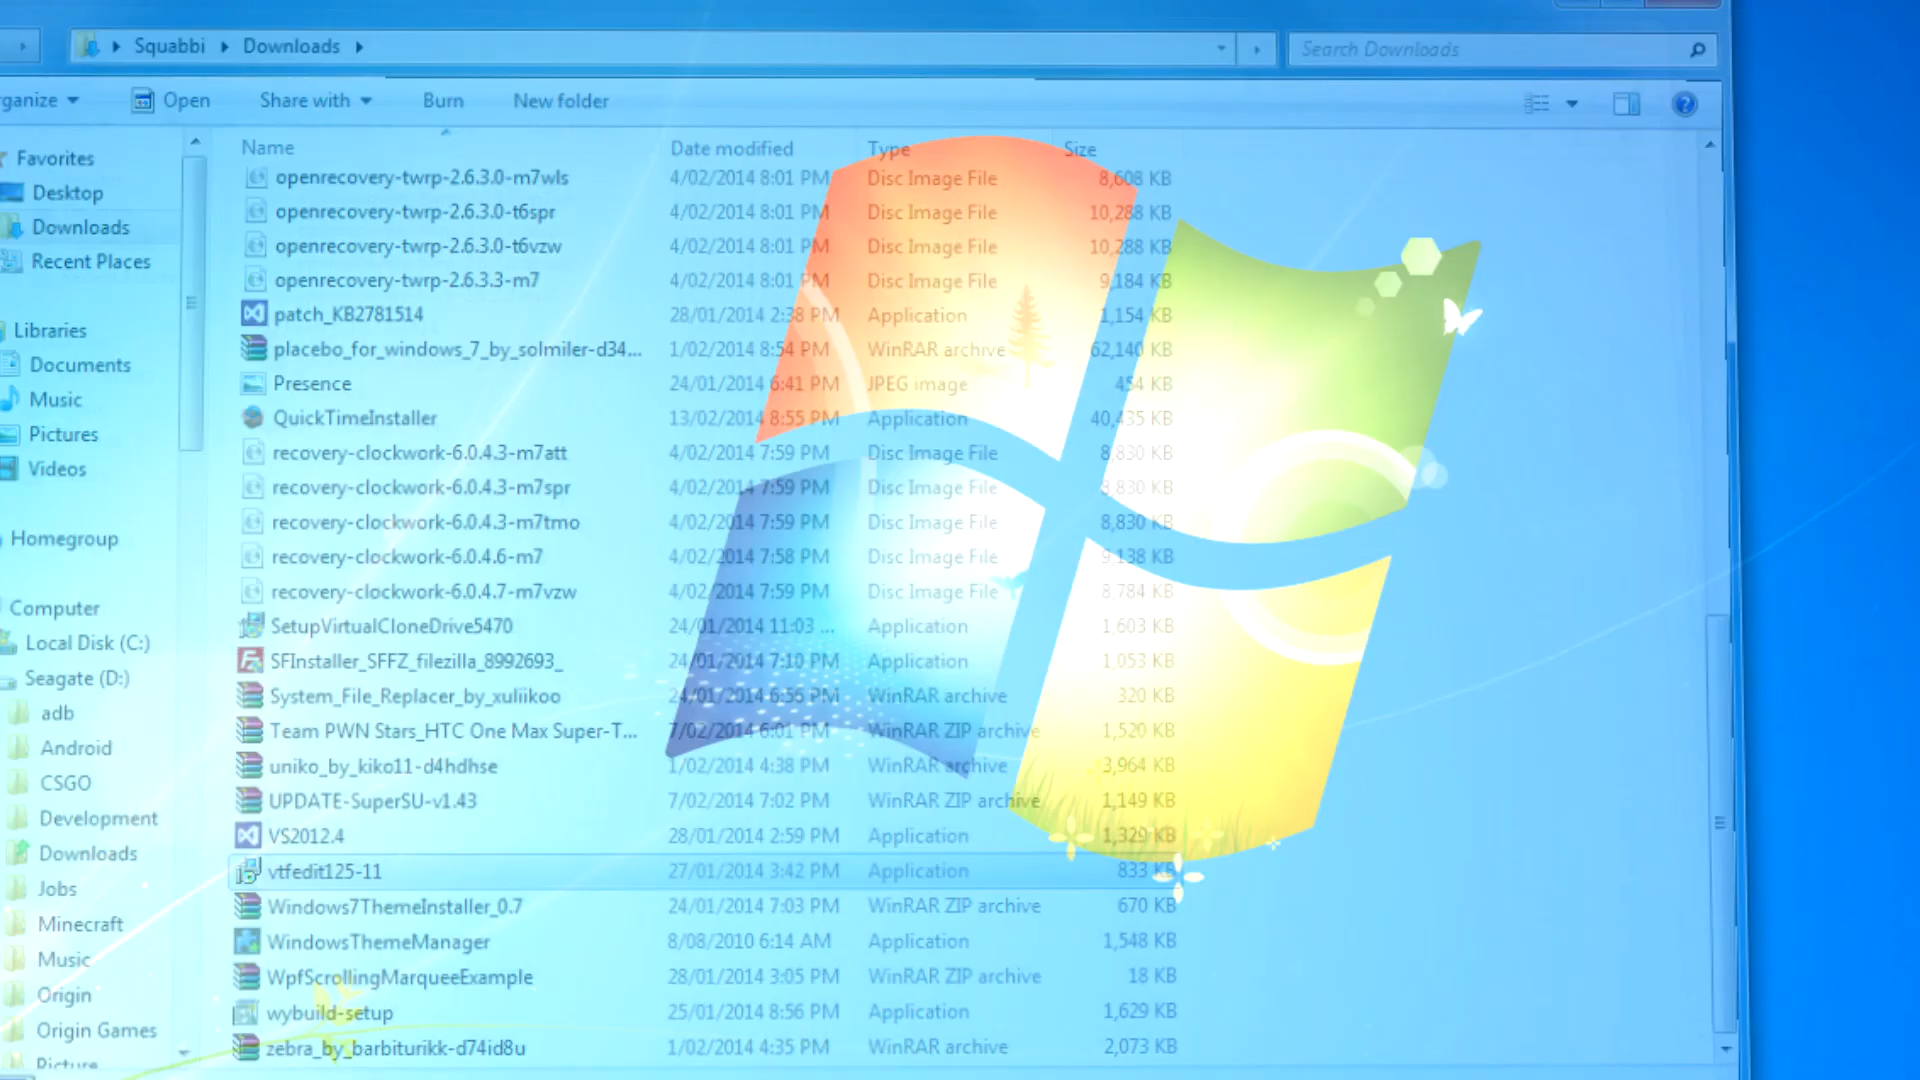 Squabbi Downloads Search Downloads
Open Share with Burn New folder
Name Date modified Type Size
Favorites
Desktop
Downloads
Recent Places
Libraries
Documents
Music
Pictures
Videos
Homegroup
Computer
Local Disk (C:)
Seagate (D:)
adb
Android
CSGO
Development
Downloads
Jobs
Minecraft
Music
Origin
Origin Games
Picture
openrecovery-twrp-2.6.3.0-m7wls 4/02/2014 8:01 PM Disc Image File 8,608 KB
openrecovery-twrp-2.6.3.0-t6spr 4/02/2014 8:01 PM Disc Image File 10,288 KB
openrecovery-twrp-2.6.3.0-t6vzw 4/02/2014 8:01 PM Disc Image File 10,288 KB
openrecovery-twrp-2.6.3.3-m7 4/02/2014 8:01 PM Disc Image File 9,184 KB
patch_KB2781514 28/01/2014 2:38 PM Application 1,154 KB
placebo_for_windows_7_by_solmiler-d34... 1/02/2014 8:54 PM WinRAR archive 62,140 KB
Presence 24/01/2014 6:41 PM JPEG image 454 KB
QuickTimeInstaller 13/02/2014 8:55 PM Application 40,435 KB
recovery-clockwork-6.0.4.3-m7att 4/02/2014 7:59 PM Disc Image File 8,830 KB
recovery-clockwork-6.0.4.3-m7spr 4/02/2014 7:59 PM Disc Image File 8,830 KB
recovery-clockwork-6.0.4.3-m7tmo 4/02/2014 7:59 PM Disc Image File 8,830 KB
recovery-clockwork-6.0.4.6-m7 4/02/2014 7:58 PM Disc Image File 9,138 KB
recovery-clockwork-6.0.4.7-m7vzw 4/02/2014 7:59 PM Disc Image File 8,784 KB
SetupVirtualCloneDrive5470 24/01/2014 11:03 ... Application 1,603 KB
SFInstaller_SFFZ_filezilla_8992693_ 24/01/2014 7:10 PM Application 1,053 KB
System_File_Replacer_by_xuliikoo 24/01/2014 6:56 PM WinRAR archive 320 KB
Team PWN Stars_HTC One Max Super-T... 7/02/2014 6:01 PM WinRAR ZIP archive 1,520 KB
uniko_by_kiko11-d4hdhse 1/02/2014 4:38 PM WinRAR archive 3,964 KB
UPDATE-SuperSU-v1.43 7/02/2014 7:02 PM WinRAR ZIP archive 1,149 KB
VS2012.4 28/01/2014 2:59 PM Application 1,329 KB
vtfedit125-11 27/01/2014 3:42 PM Application 833 KB
Windows7ThemeInstaller_0.7 24/01/2014 7:03 PM WinRAR ZIP archive 670 KB
WindowsThemeManager 8/08/2010 6:14 AM Application 1,548 KB
WpfScrollingMarqueeExample 28/01/2014 3:05 PM WinRAR ZIP archive 18 KB
wybuild-setup 25/01/2014 8:56 PM Application 1,629 KB
zebra_by_barbiturikk-d74id8u 1/02/2014 4:35 PM WinRAR archive 2,073 KB